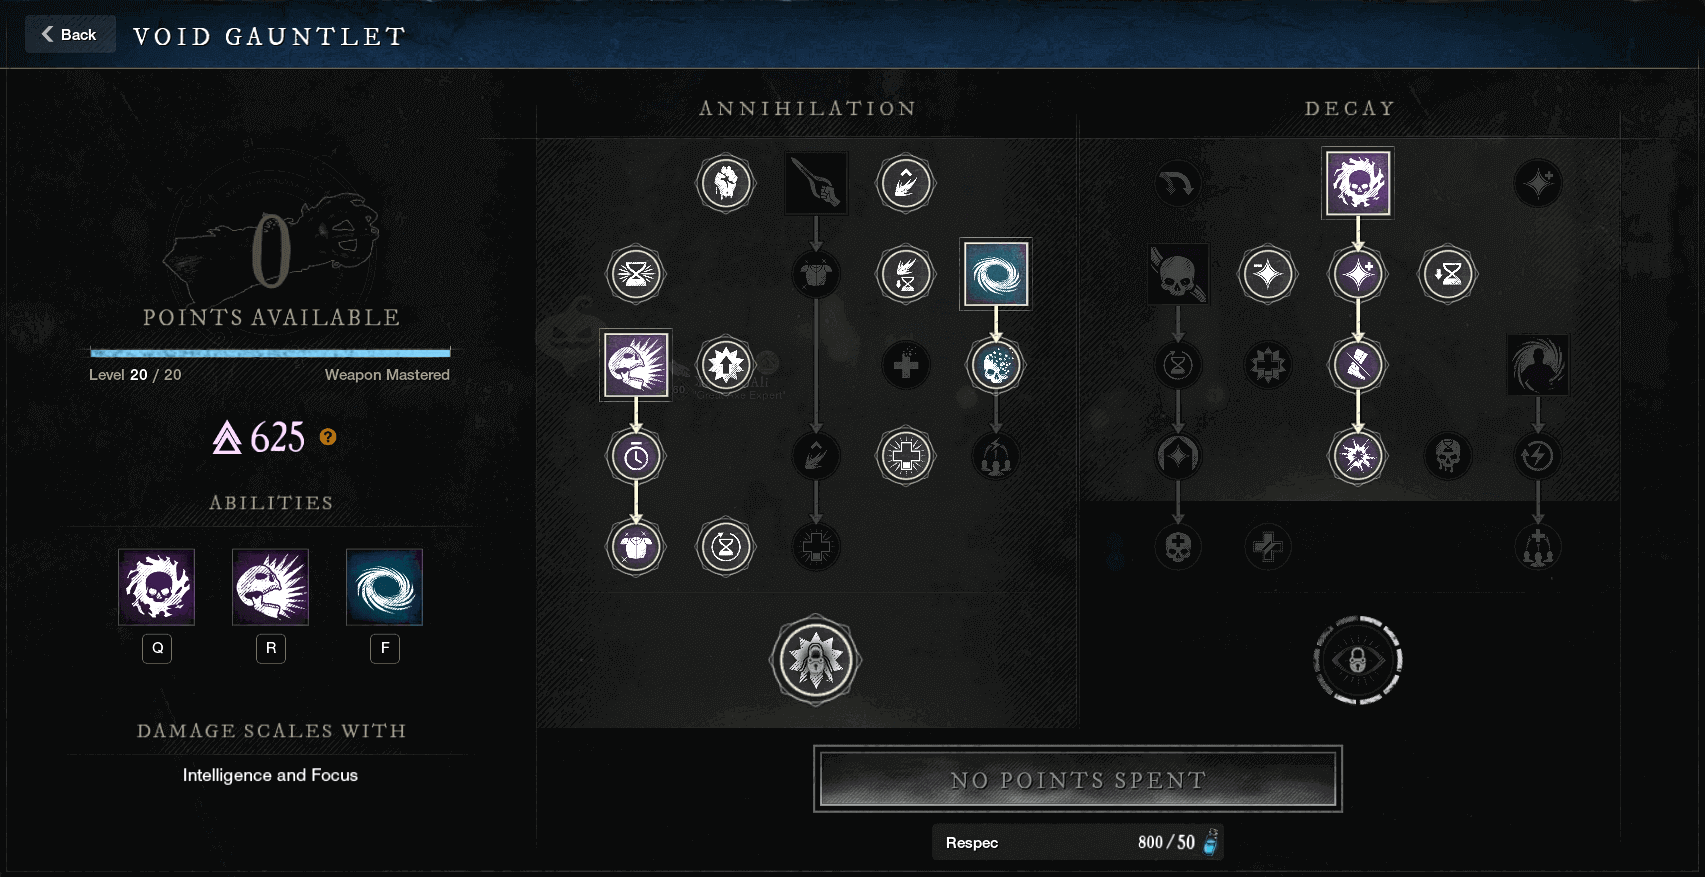 Back
VOID GAUNTLET
ANNIHILATION
DECAY
0
POINTS AVAILABLE
Level 20 / 20
Weapon Mastered
625
?
ABILITIES
Q
R
F
DAMAGE SCALES WITH
Intelligence and Focus
NO POINTS SPENT
Respec
800 / 50